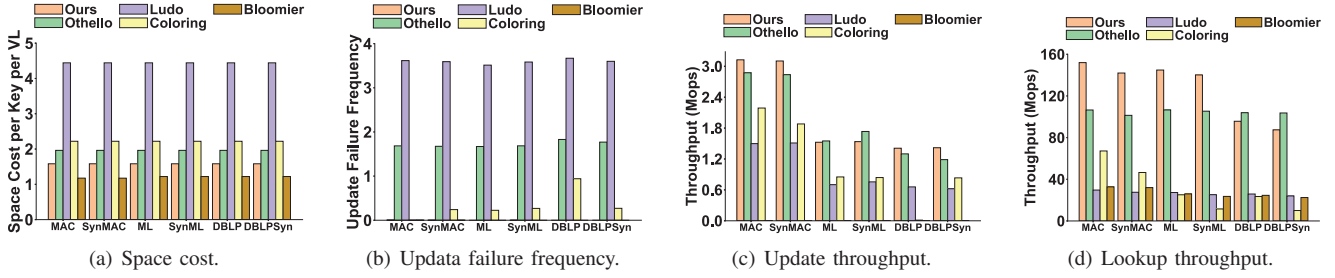 Ours Ludo Bloomier
Othello Coloring
Space Cost per Key per VL
5
4
3
2
1
0
MAC SynMAC ML SynML DBLP DBLPSyn
(a) Space cost.
Ours Ludo Bloomier
Othello Coloring
Update Failure Frequency
4
3
2
1
0
MAC SynMAC ML SynML DBLP DBLPSyn
(b) Updata failure frequency.
Ours Ludo Bloomier
Othello Coloring
Throughput (Mops)
3.0
2.4
1.8
1.2
0.6
0.0
MAC SynMAC ML SynML DBLP DBLPSyn
(c) Update throughput.
Ours Ludo Bloomier
Othello Coloring
Throughput (Mops)
160
120
80
40
0
MAC SynMAC ML SynML DBLP DBLPSyn
(d) Lookup throughput.